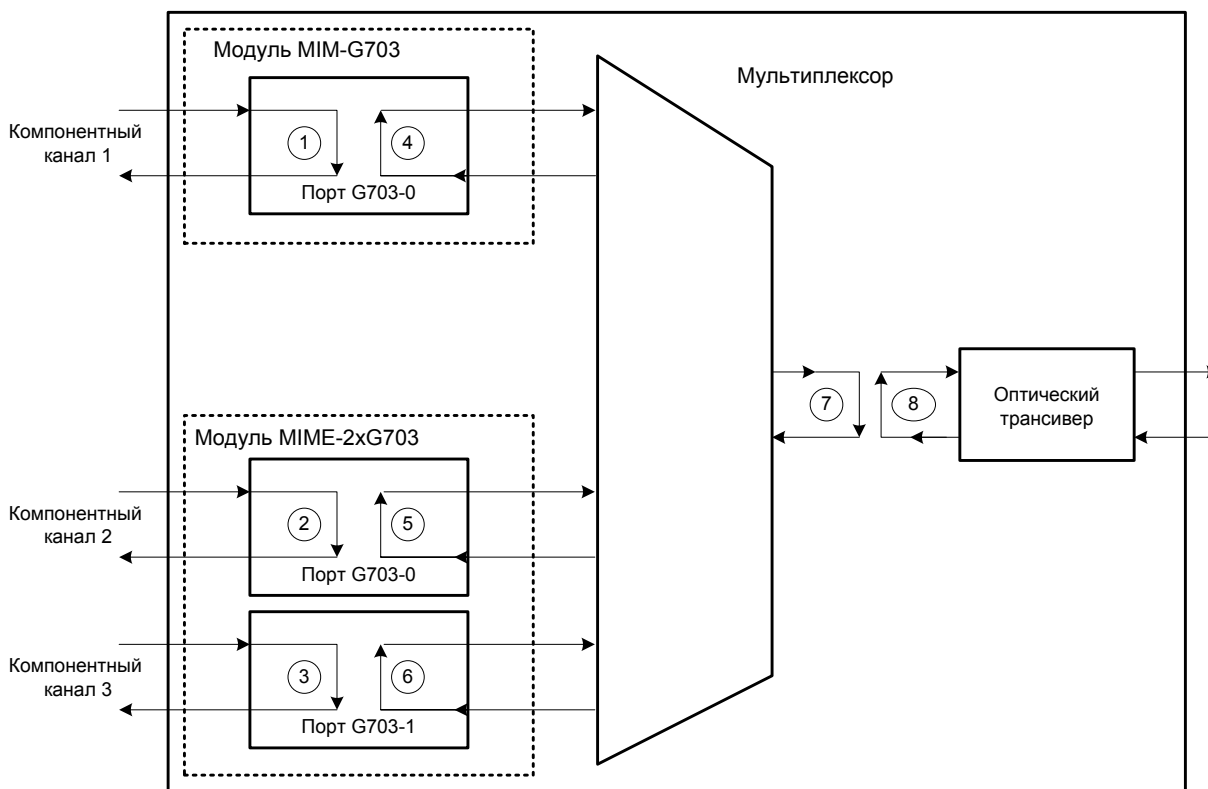 Модуль MIM-G703
Мультиплексор
Компонентный
канал 1
1
4
Порт G703-0
Модуль MIME-2xG703
7
8
Оптический
трансивер
Компонентный
канал 2
2
5
Порт G703-0
Компонентный
канал 3
3
6
Порт G703-1